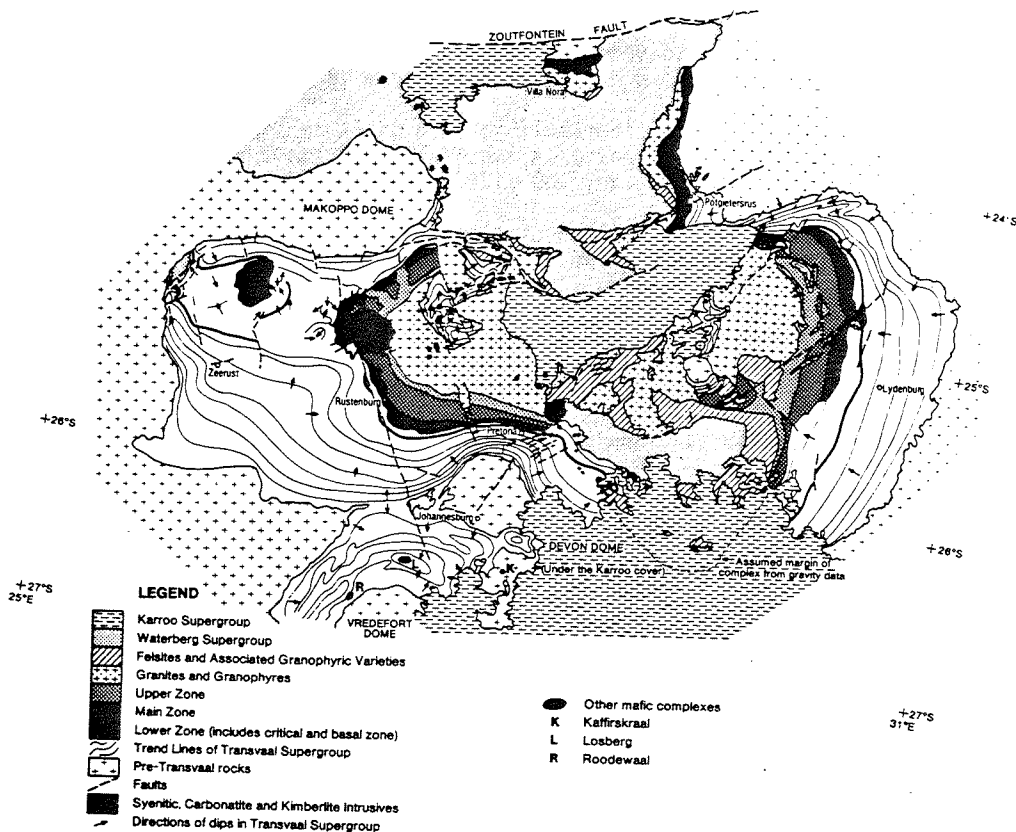 ZOUTFONTEIN FAULT
Villa Nora
MAKOPPO DOME
Potgietersrus
+24°S
Zeerust
Rustenburg
Lydenburg
+25°S
+26°S
Pretoria
Johannesburg
DEVON DOME
(Under the Karroo cover)
Assumed margin of
complex from gravity data
+26°S
K
L
R
VREDEFORT
DOME
+27°S
25°E
+27°S
31°E
LEGEND
Karroo Supergroup
Waterberg Supergroup
Felsites and Associated Granophyric Varieties
Granites and Granophyres
Upper Zone
Main Zone
Lower Zone (includes critical and basal zone)
Trend Lines of Transvaal Supergroup
Pre-Transvaal rocks
Faults
Syenitic, Carbonatite and Kimberlite Intrusives
Directions of dips in Transvaal Supergroup
Other mafic complexes
K Kaffirskraal
L Losberg
R Roodewaal